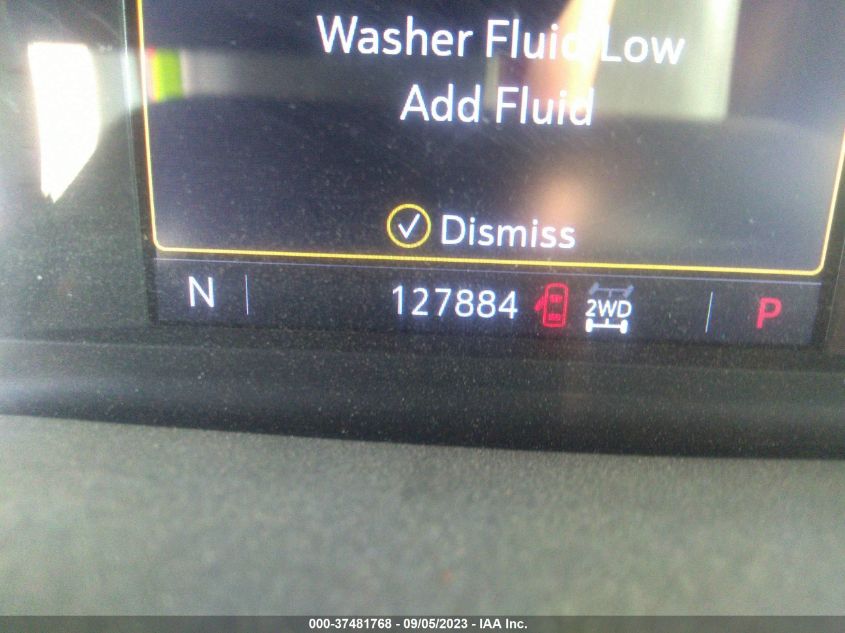 Washer Fluid Low
Add Fluid
Dismiss
N 127884 2WD P
000-37481768 - 09/05/2023 - IAA Inc.